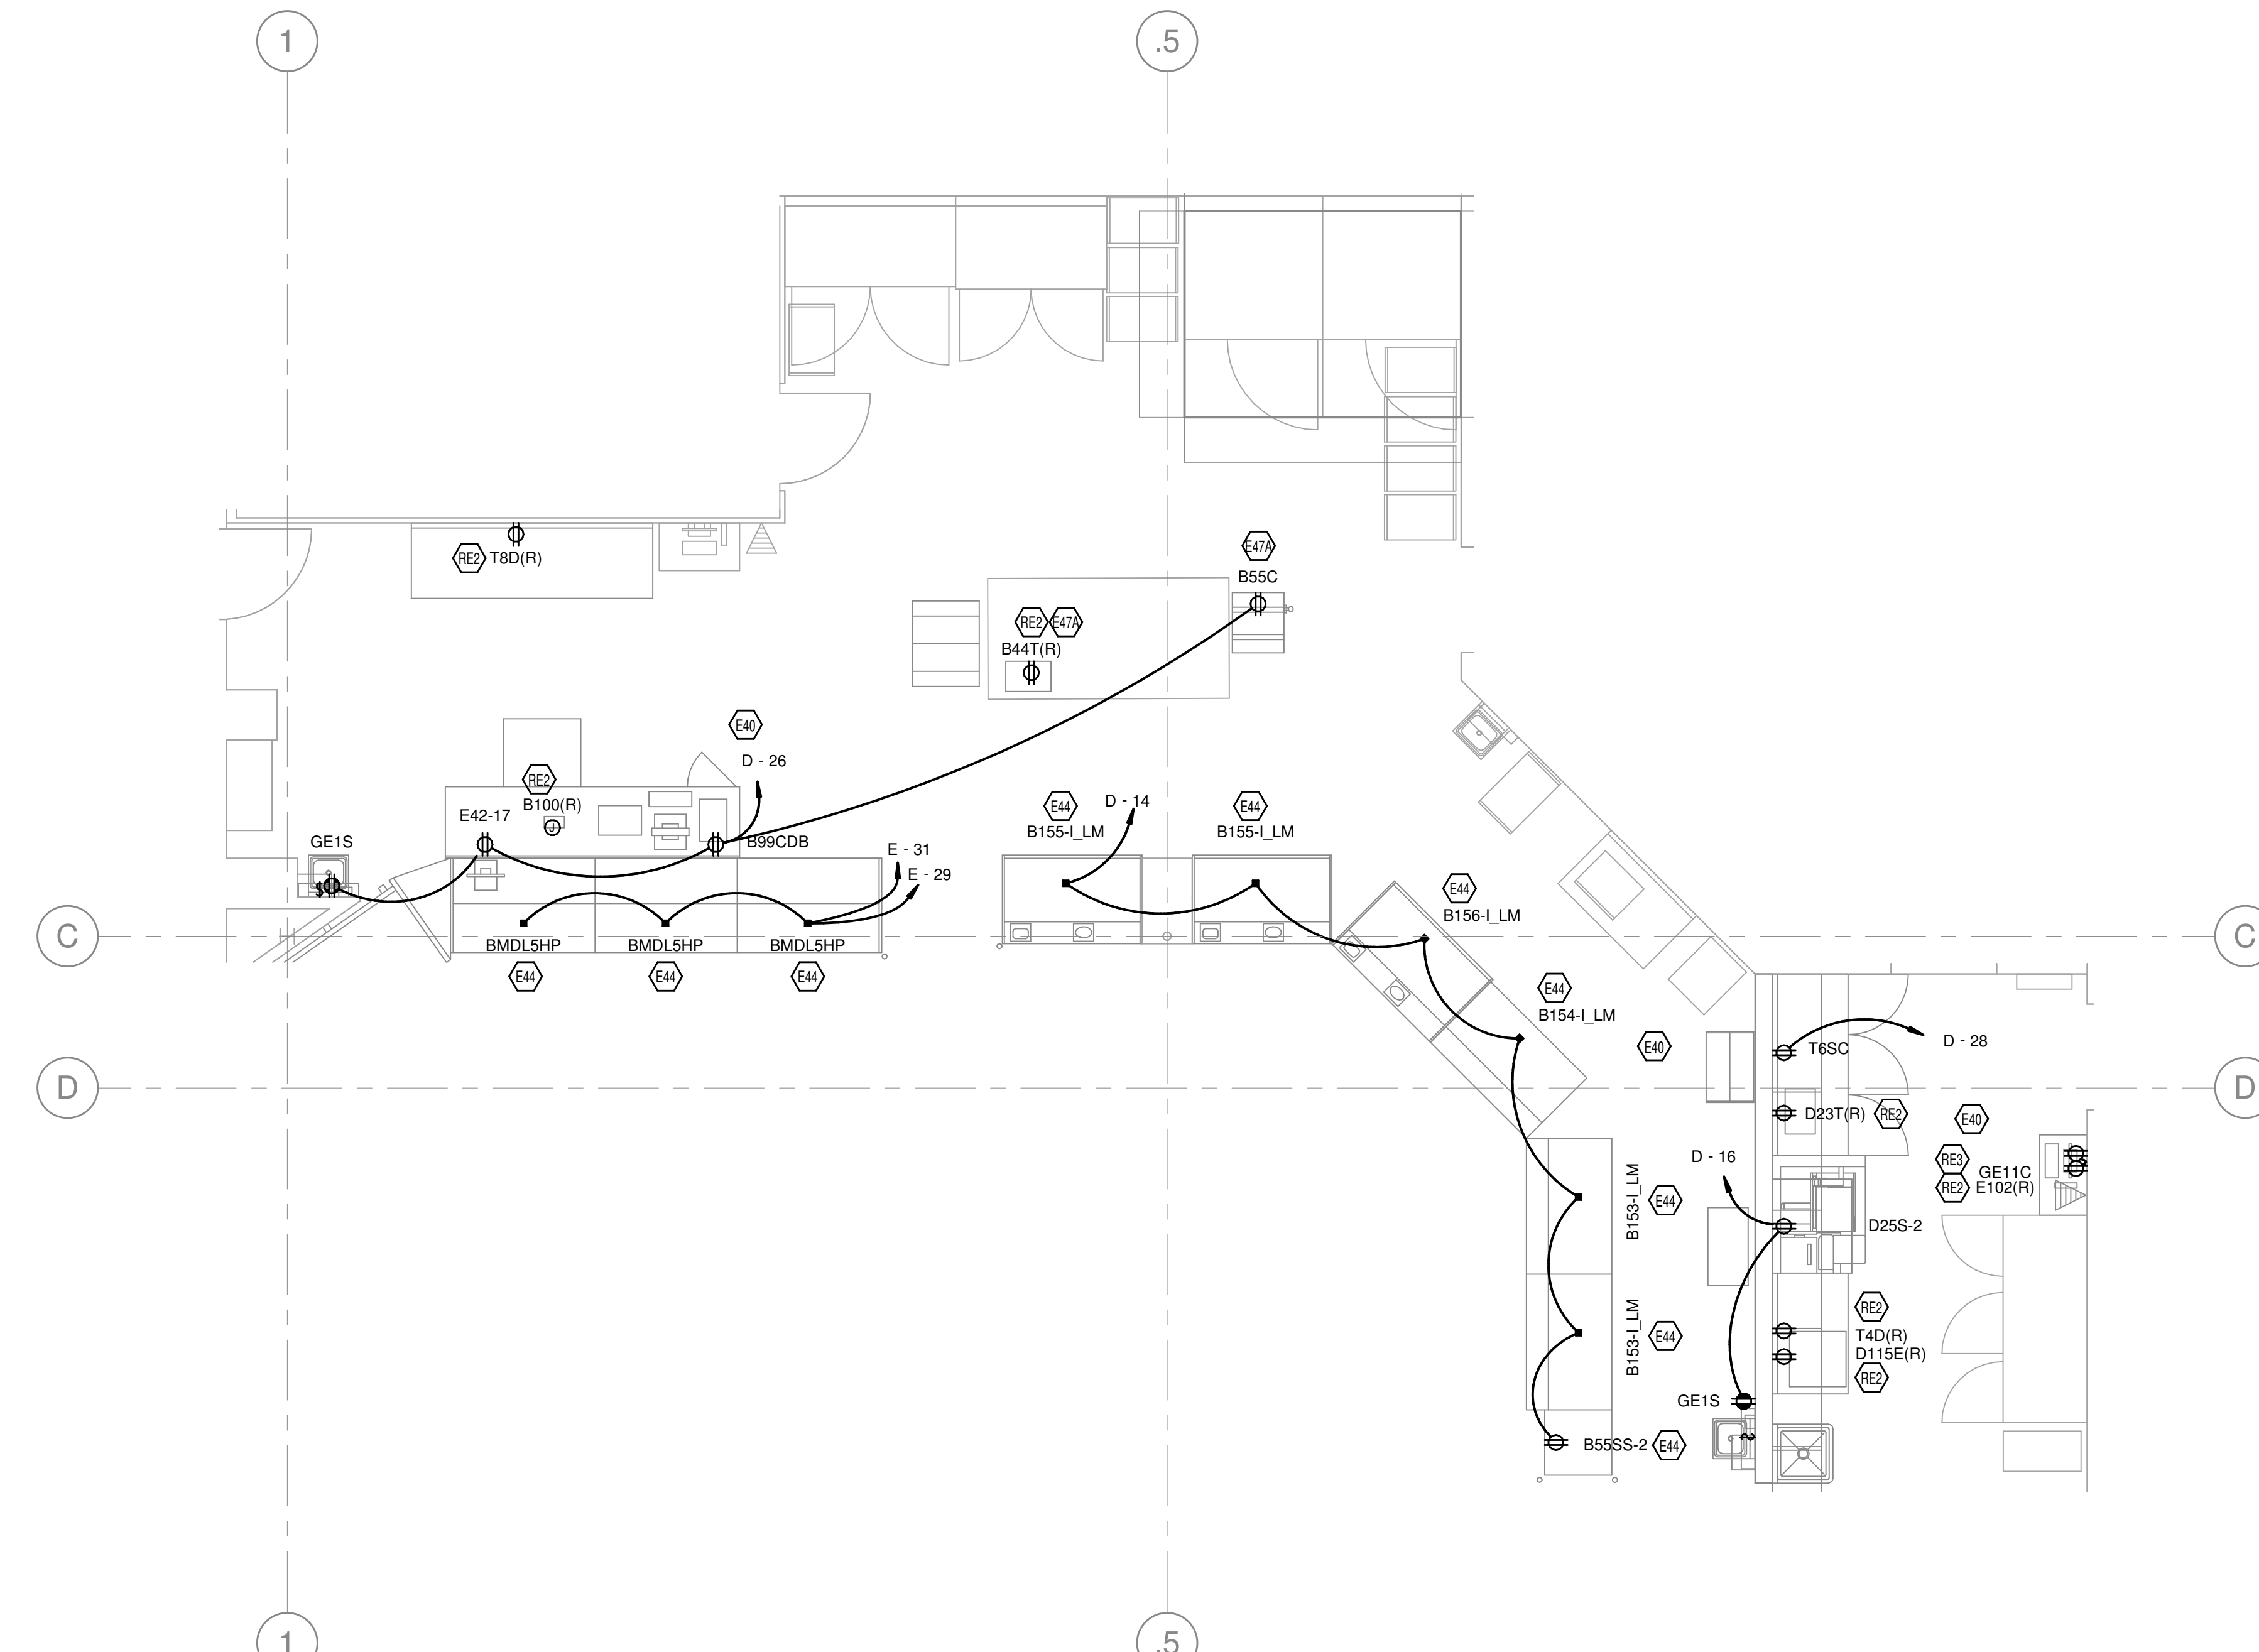 1
.5
E47A
RE2 T8D(R)
B55C
RE2 E47A
B44T(R)
E40
D - 26
RE2
B100(R)
E42-17
J
B99CDB
GE1S
$
E - 31
E - 29
E44
D - 14
B155-I_LM
E44
B155-I_LM
E44
B156-I_LM
C
C
BMDL5HP
BMDL5HP
BMDL5HP
E44
E44
E44
E44
B154-I_LM
E40
T6SC
D - 28
D
D
D23T(R) RE2
E40
D - 16
RE3
GE11C
RE2 E102(R)
B153-I_LM
E44
D25S-2
RE2
T4D(R)
D115E(R)
RE2
B153-I_LM
E44
GE1S
B55SS-2 E44
1
.5